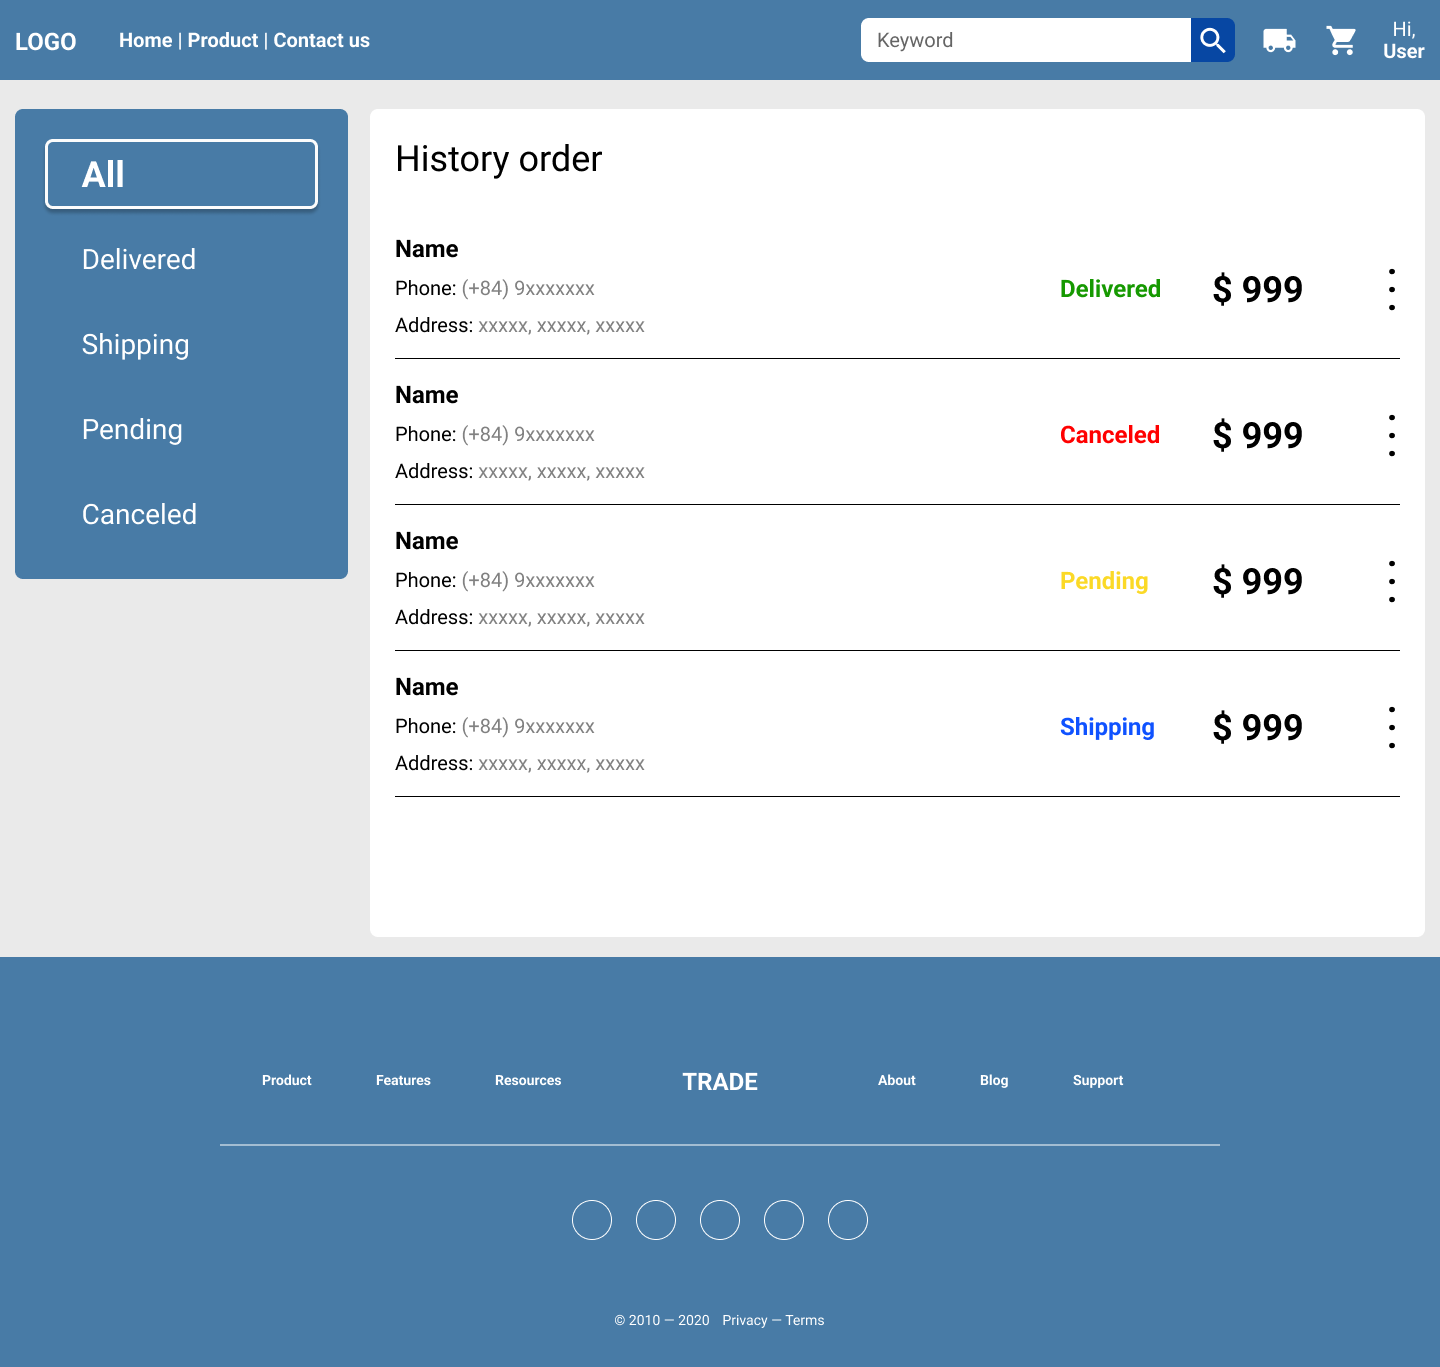 LOGO
Home | Product | Contact us
Keyword
Hi,
User
All
Delivered
Shipping
Pending
Canceled
History order
Name
Phone: (+84) 9xxxxxxx
Address: xxxxx, xxxxx, xxxxx
Delivered
$ 999
Name
Phone: (+84) 9xxxxxxx
Address: xxxxx, xxxxx, xxxxx
Canceled
$ 999
Name
Phone: (+84) 9xxxxxxx
Address: xxxxx, xxxxx, xxxxx
Pending
$ 999
Name
Phone: (+84) 9xxxxxxx
Address: xxxxx, xxxxx, xxxxx
Shipping
$ 999
Product
Features
Resources
TRADE
About
Blog
Support
© 2010 — 2020 Privacy — Terms